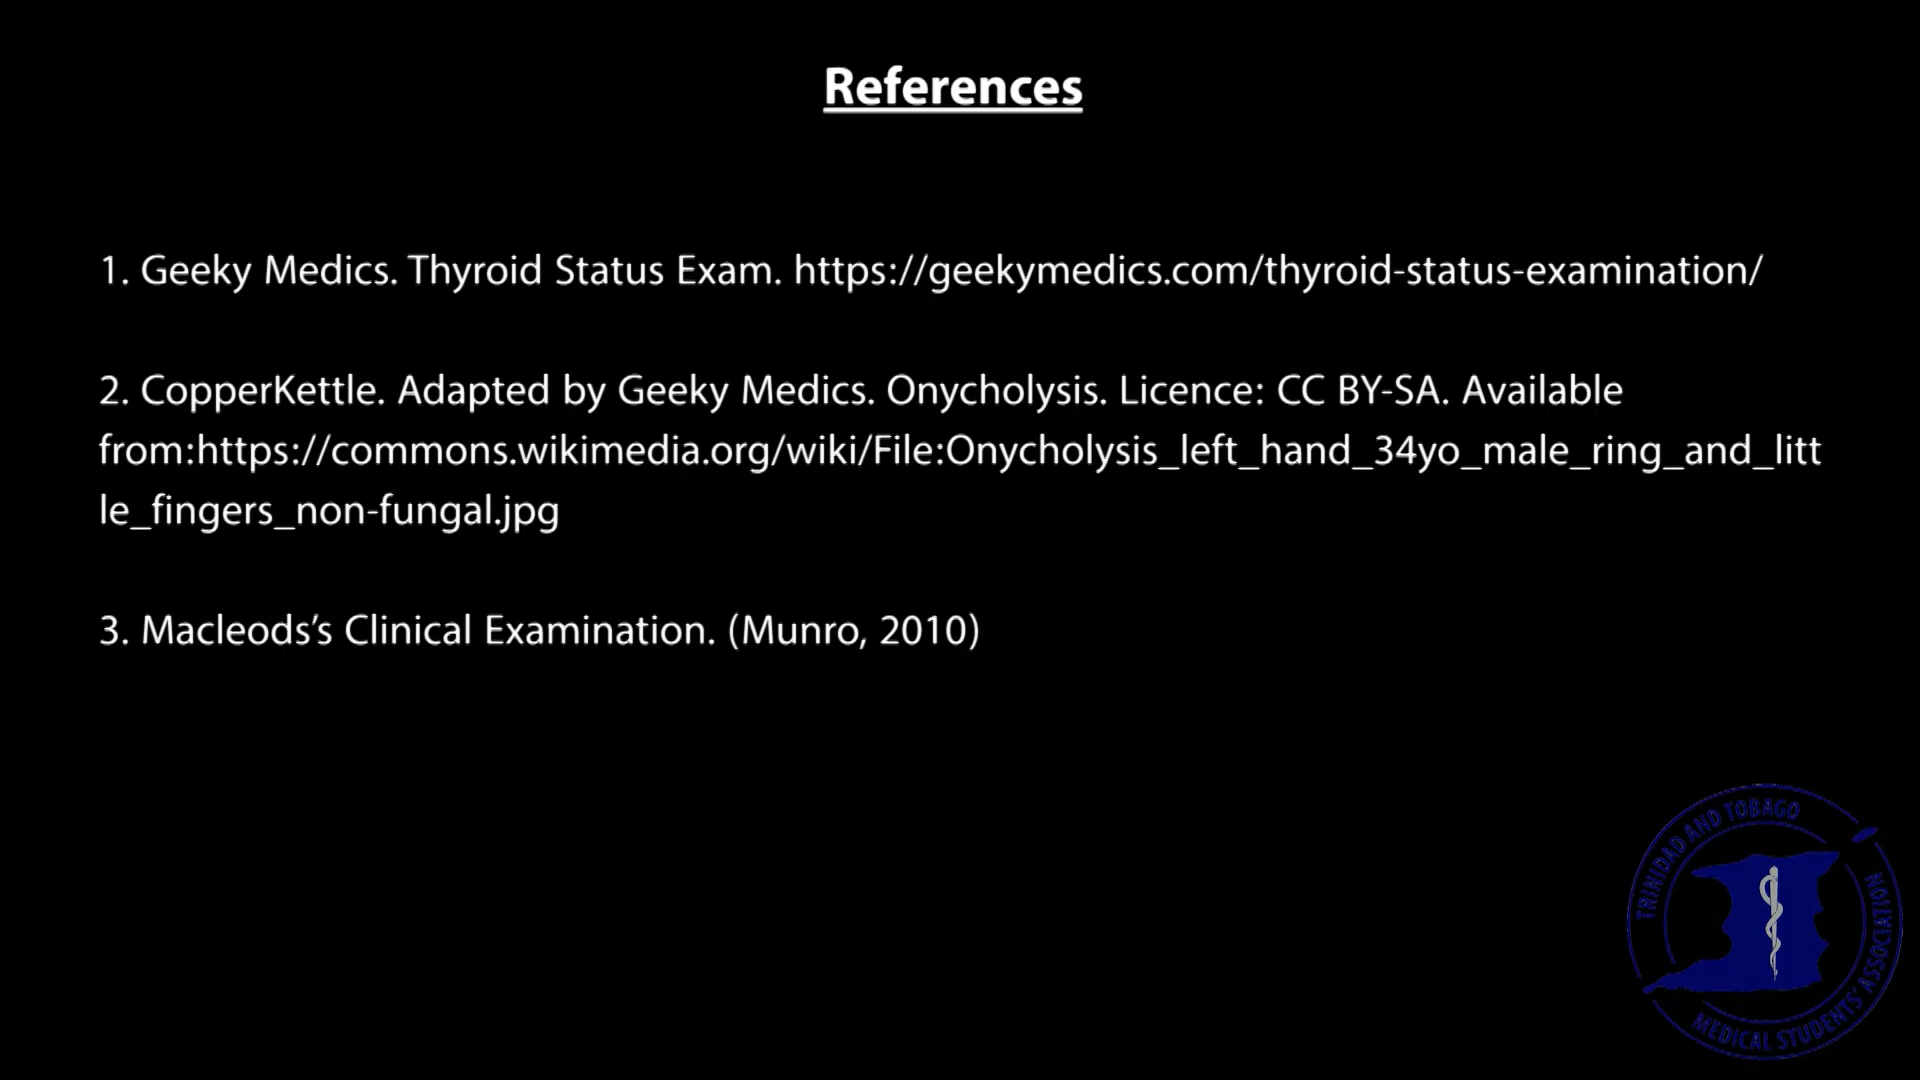 References
1. Geeky Medics. Thyroid Status Exam. https://geekymedics.com/thyroid-status-examination/
2. CopperKettle. Adapted by Geeky Medics. Onycholysis. Licence: CC BY-SA. Available
from:https://commons.wikimedia.org/wiki/File:Onycholysis_left_hand_34yo_male_ring_and_litt
le_fingers_non-fungal.jpg
3. Macleods’s Clinical Examination. (Munro, 2010)
TRINIDAD AND TOBAGO
MEDICAL STUDENTS' ASSOCIATION